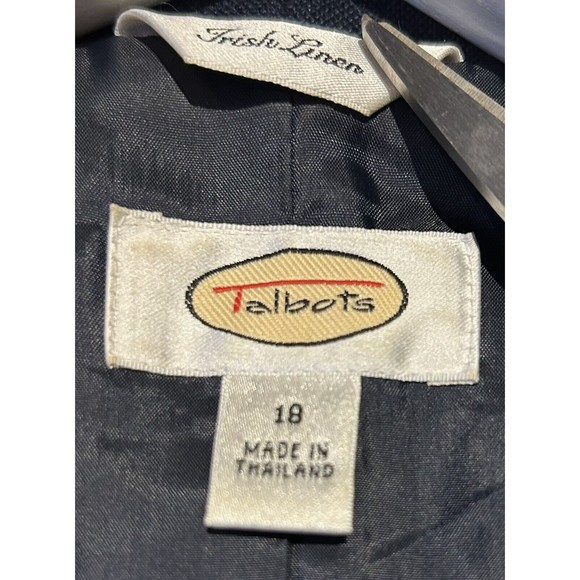 Irish Linen
Talbots
18
MADE IN
THAILAND